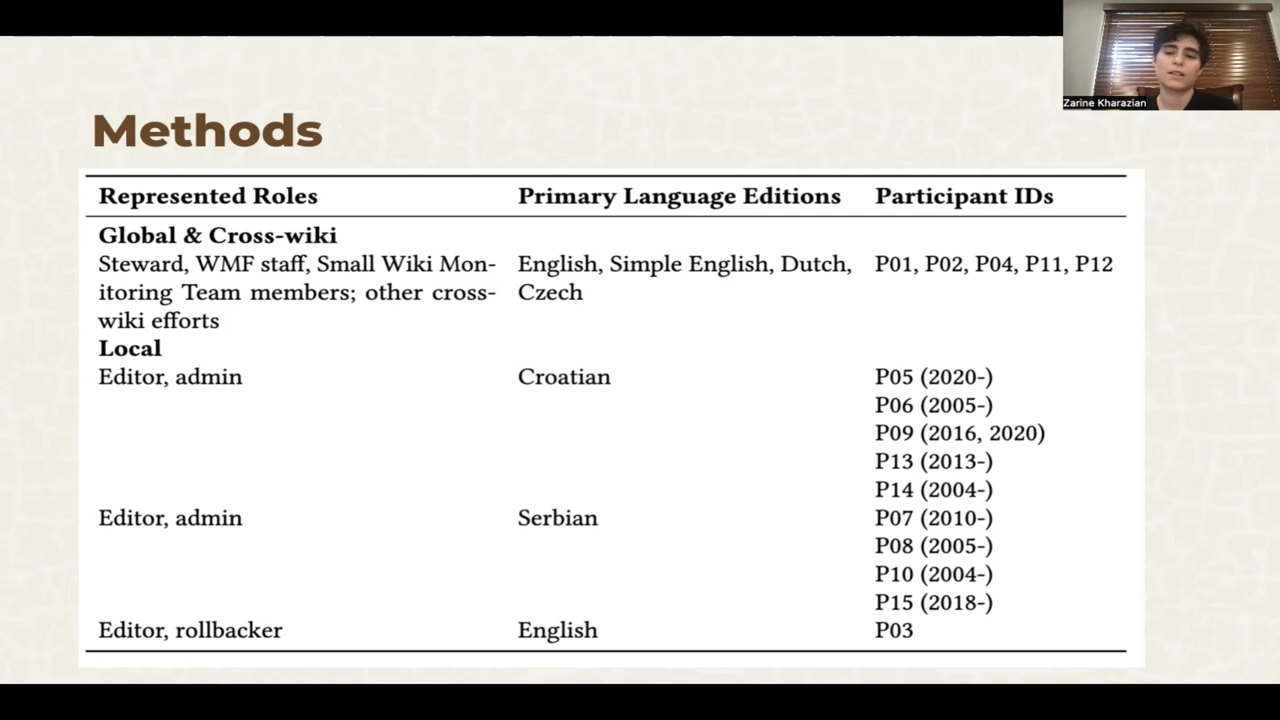 Zarine Kharazian
Methods
Represented Roles Primary Language Editions Participant IDs
Global & Cross-wiki
Steward, WMF staff, Small Wiki Mon- English, Simple English, Dutch, P01, P02, P04, P11, P12
itoring Team members; other cross- Czech
wiki efforts
Local
Editor, admin Croatian P05 (2020-)
P06 (2005-)
P09 (2016, 2020)
P13 (2013-)
P14 (2004-)
Editor, admin Serbian P07 (2010-)
P08 (2005-)
P10 (2004-)
P15 (2018-)
Editor, rollbacker English P03